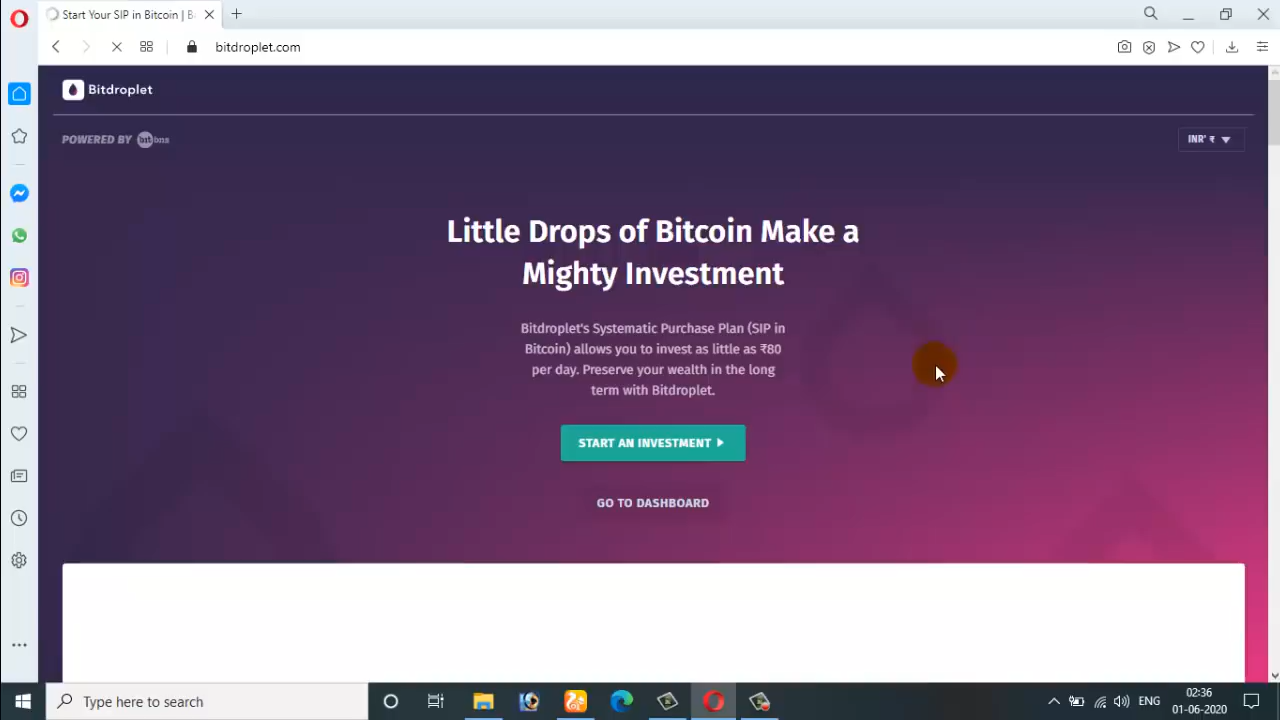 Start Your SIP in Bitcoin | B
bitdroplet.com
Bitdroplet
POWERED BY bitbns
INR* ₹
Little Drops of Bitcoin Make a
Mighty Investment
Bitdroplet's Systematic Purchase Plan (SIP in
Bitcoin) allows you to invest as little as ₹80
per day. Preserve your wealth in the long
term with Bitdroplet.
START AN INVESTMENT
GO TO DASHBOARD
Type here to search
ENG
02:36
01-06-2020